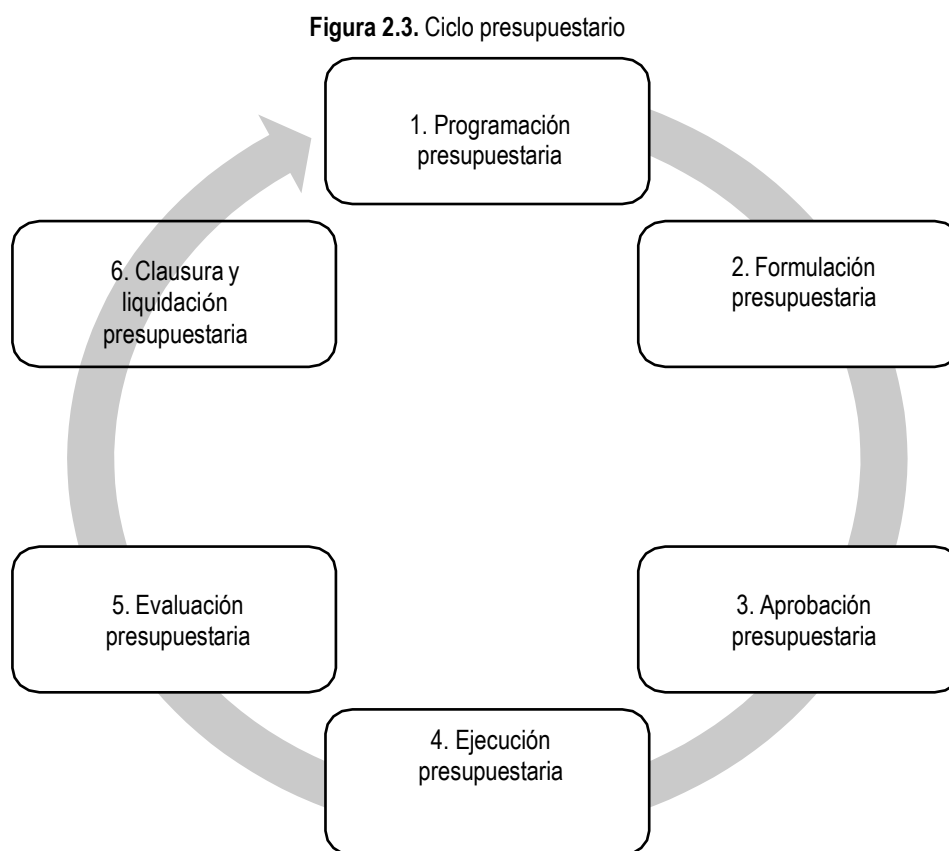 Figura 2.3. Ciclo presupuestario
1. Programación
presupuestaria
2. Formulación
presupuestaria
3. Aprobación
presupuestaria
4. Ejecución
presupuestaria
5. Evaluación
presupuestaria
6. Clausura y
liquidación
presupuestaria